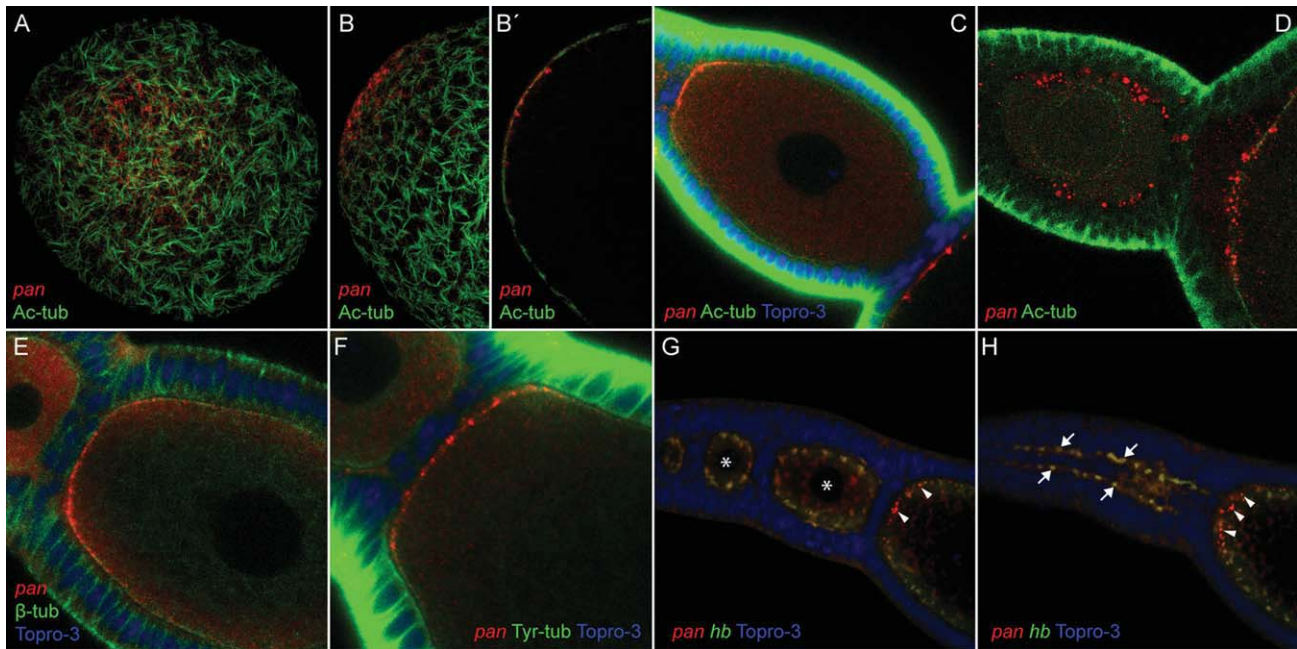 A
pan
Ac-tub
B
pan
Ac-tub
B´
pan
Ac-tub
C
pan Ac-tub Topro-3
D
pan Ac-tub
E
pan
β-tub
Topro-3
F
pan Tyr-tub Topro-3
G
*
*
pan hb Topro-3
H
pan hb Topro-3